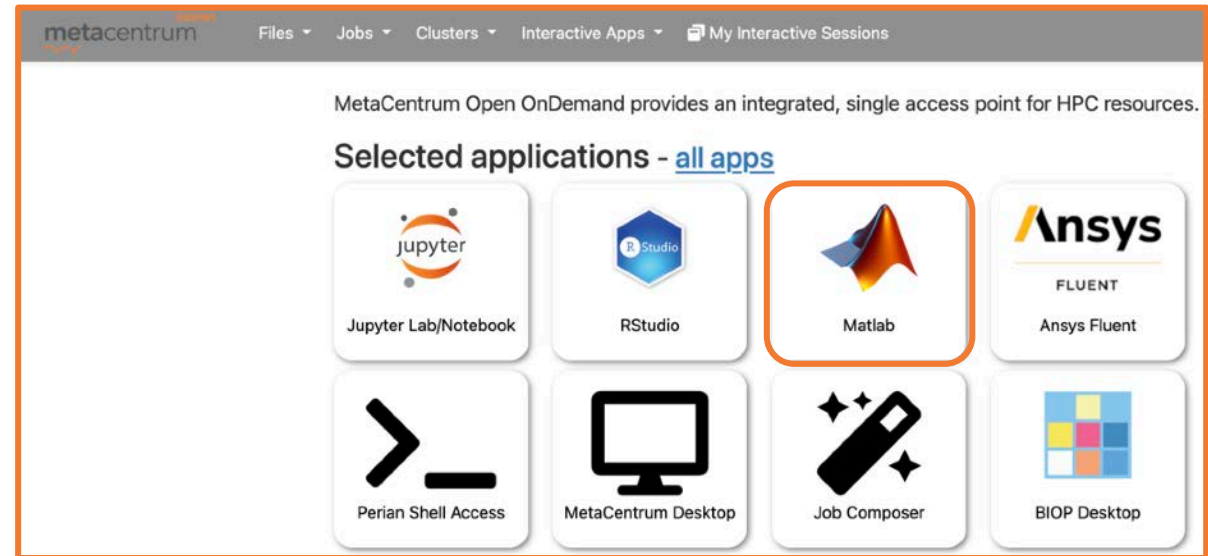 metacentrum Files Jobs Clusters Interactive Apps My Interactive Sessions
MetaCentrum Open OnDemand provides an integrated, single access point for HPC resources.
Selected applications - all apps
jupyter
R Studio
Ansys
FLUENT
Jupyter Lab/Notebook
RStudio
Matlab
Ansys Fluent
Perian Shell Access
MetaCentrum Desktop
Job Composer
BIOP Desktop